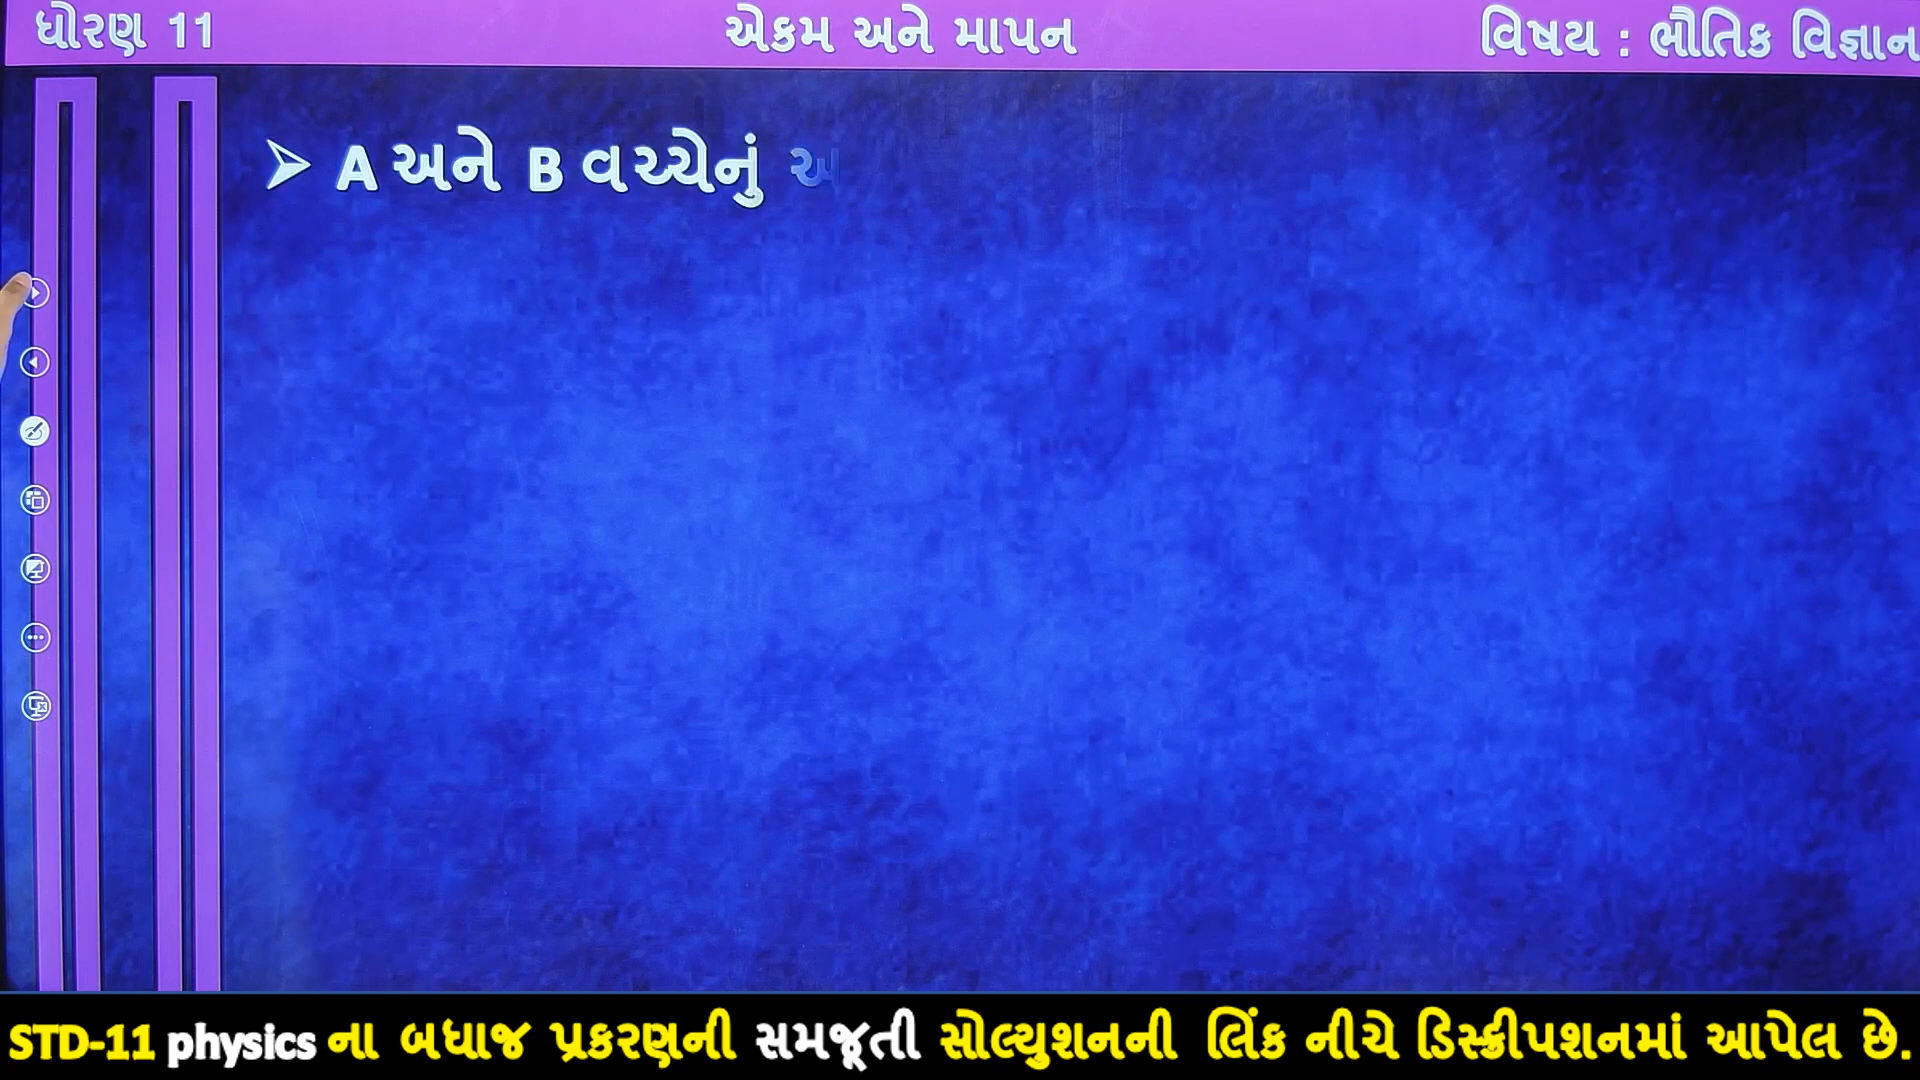 ધોરણ 11
એકમ અને માપન
વિષય : ભૌતિક વિજ્ઞાન
➢ A અને B વચ્ચેનું
STD-11 physics ના બધાજ પ્રકરણની સમજૂતી સોલ્યુશનની લિંક નીચે ડિસ્ક્રીપશનમાં આપેલ છે.